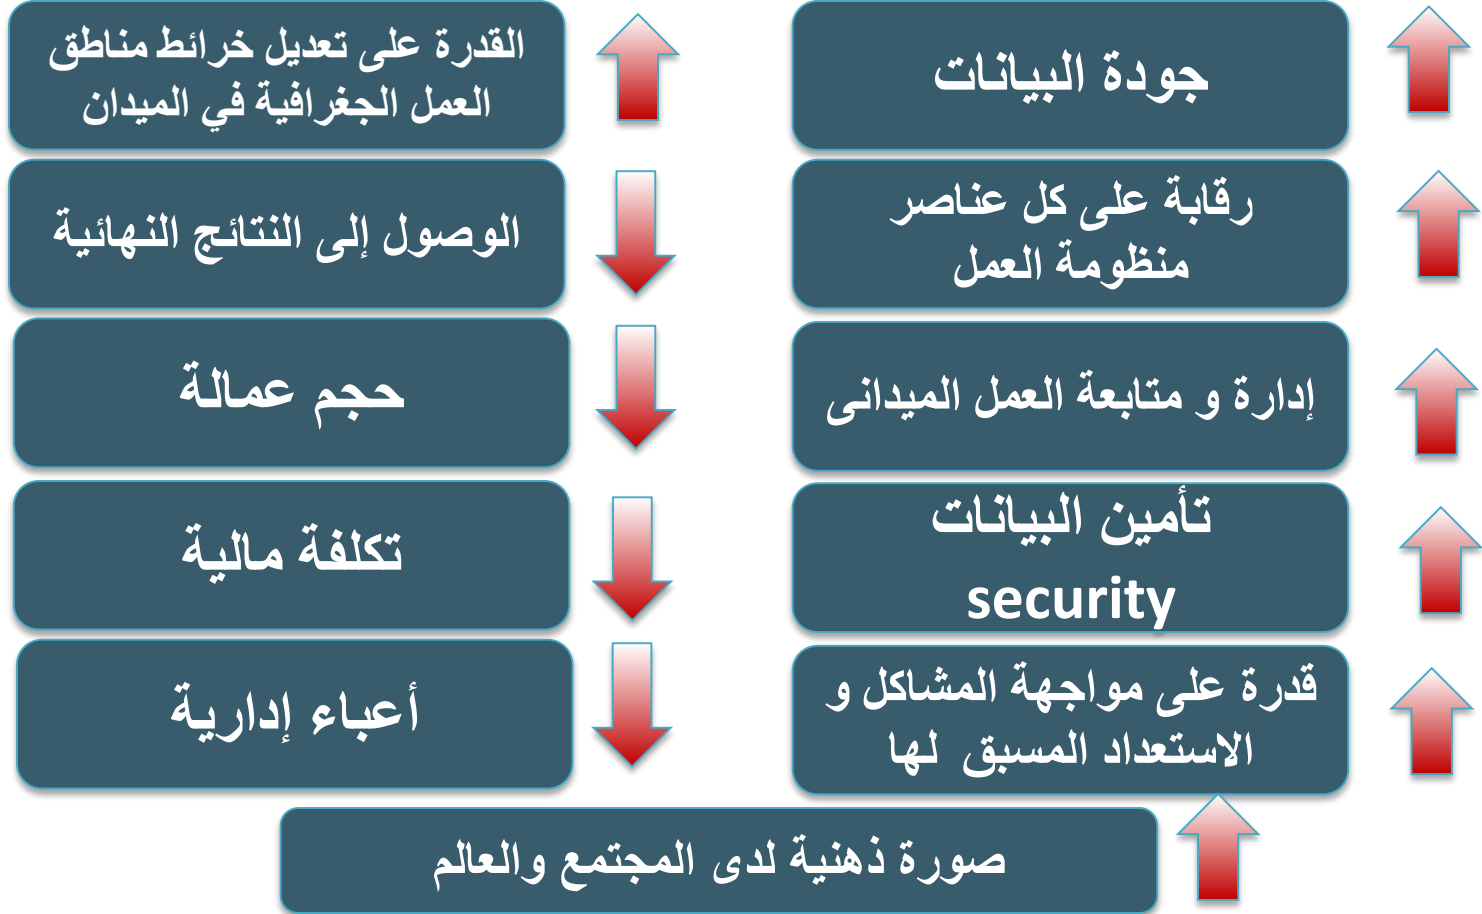 جودة البيانات
رقابة على كل عناصر
منظومة العمل
إدارة و متابعة العمل الميدانى
تأمين البيانات
security
قدرة على مواجهة المشاكل و
الاستعداد المسبق لها
القدرة على تعديل خرائط مناطق
العمل الجغرافية في الميدان
الوصول إلى النتائج النهائية
حجم عمالة
تكلفة مالية
أعباء إدارية
صورة ذهنية لدى المجتمع والعالم